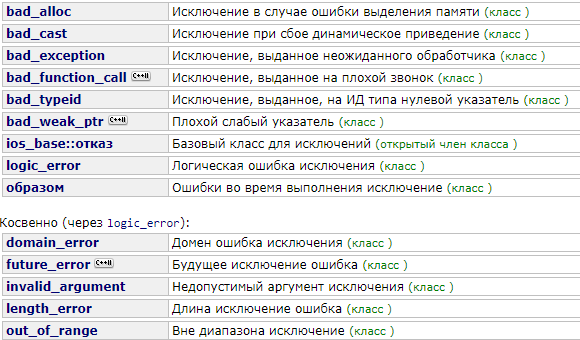 bad_alloc Исключение в случае ошибки выделения памяти (класс )
bad_cast Исключение при сбое динамическое приведение (класс )
bad_exception Исключение, выданное неожиданного обработчика (класс )
bad_function_call C++11 Исключение, выданное на плохой звонок (класс )
bad_typeid Исключение, выданное, на ИД типа нулевой указатель (класс )
bad_weak_ptr C++11 Плохой слабый указатель (класс )
ios_base::отказ Базовый класс для исключений (открытый член класса )
logic_error Логическая ошибка исключения (класс )
образом Ошибки во время выполнения исключение (класс )
Косвенно (через logic_error):
domain_error Домен ошибка исключения (класс )
future_error C++11 Будущее исключение ошибка (класс )
invalid_argument Недопустимый аргумент исключения (класс )
length_error Длина исключение ошибка (класс )
out_of_range Вне диапазона исключение (класс )